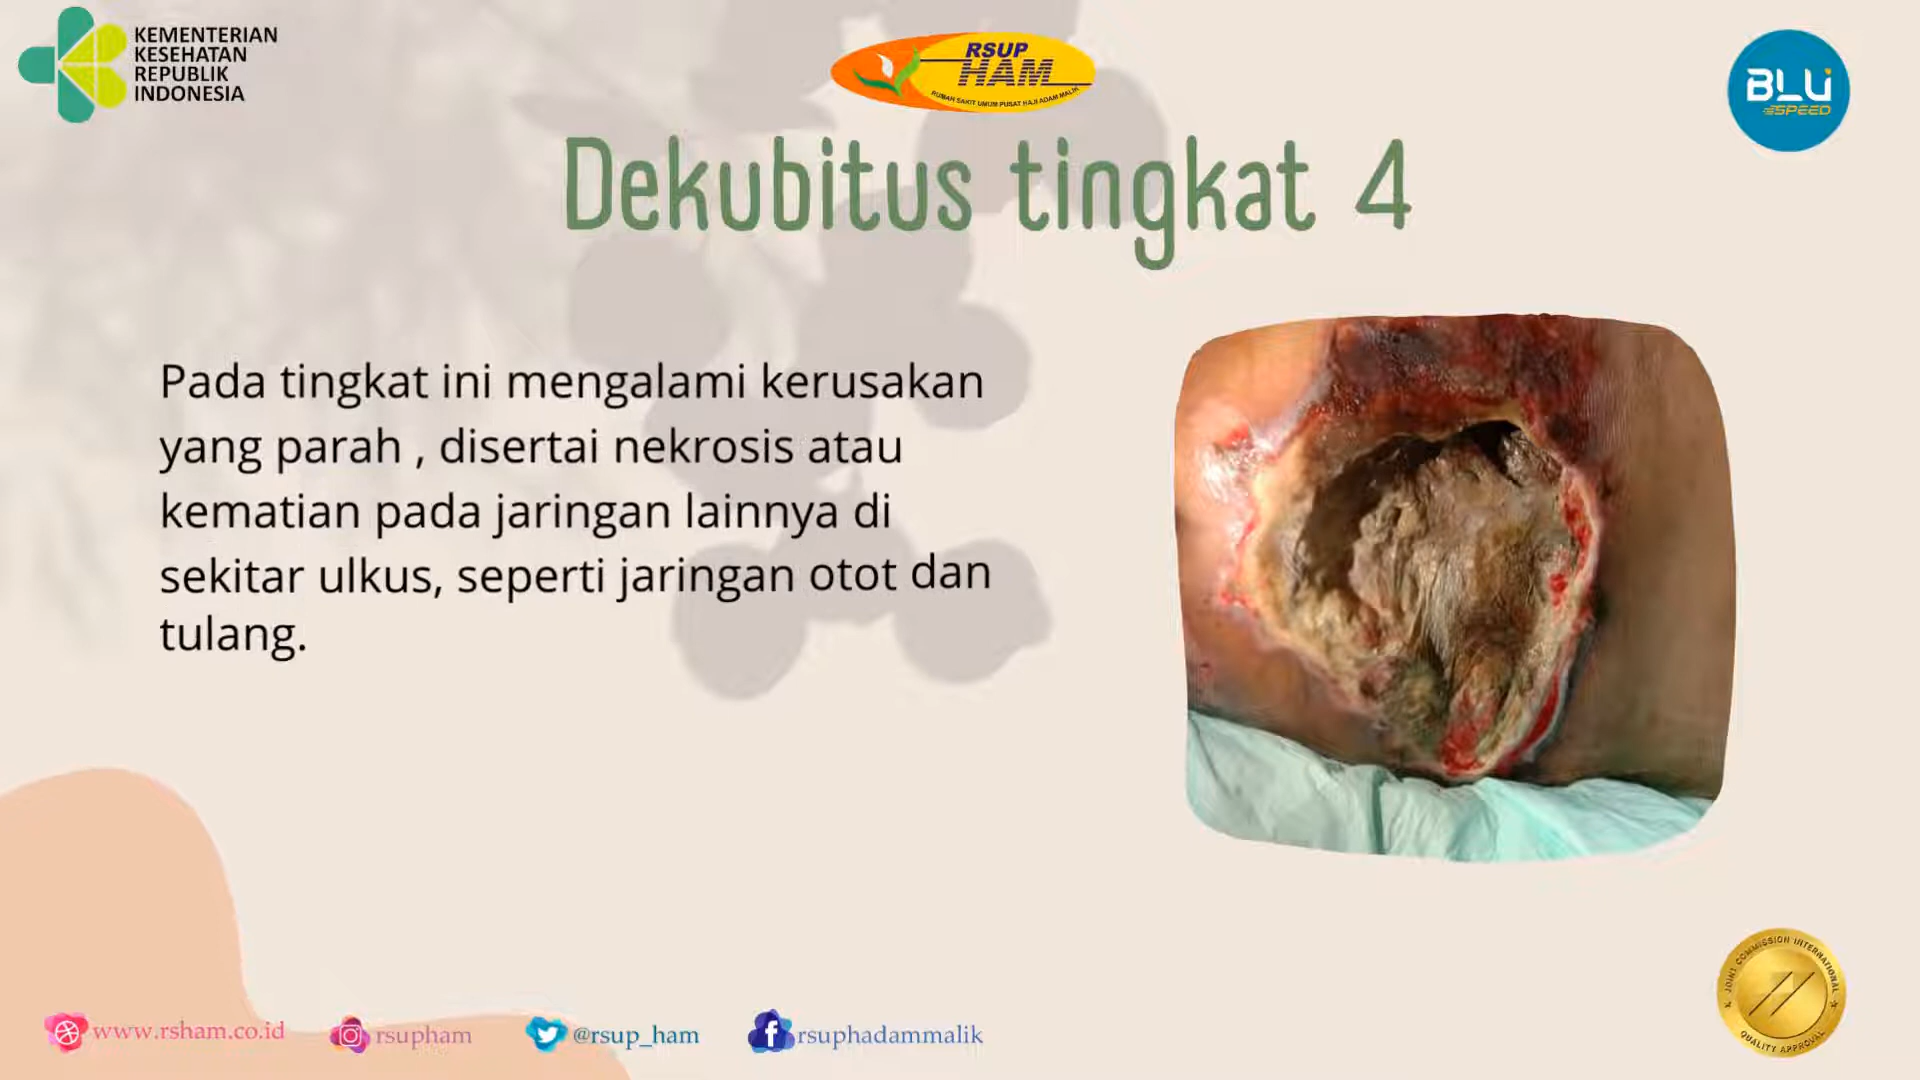 KEMENTERIAN
KESEHATAN
REPUBLIK
INDONESIA
RSUP
HAM
RUMAH SAKIT UMUM PUSAT HAJI ADAM MALIK
BLU
SPEED
Dekubitus tingkat 4
Pada tingkat ini mengalami kerusakan
yang parah , disertai nekrosis atau
kematian pada jaringan lainnya di
sekitar ulkus, seperti jaringan otot dan
tulang.
JOINT COMMISSION INTERNATIONAL
QUALITY APPROVAL
www.rsham.co.id
rsupham
@rsup_ham
rsuphadammalik